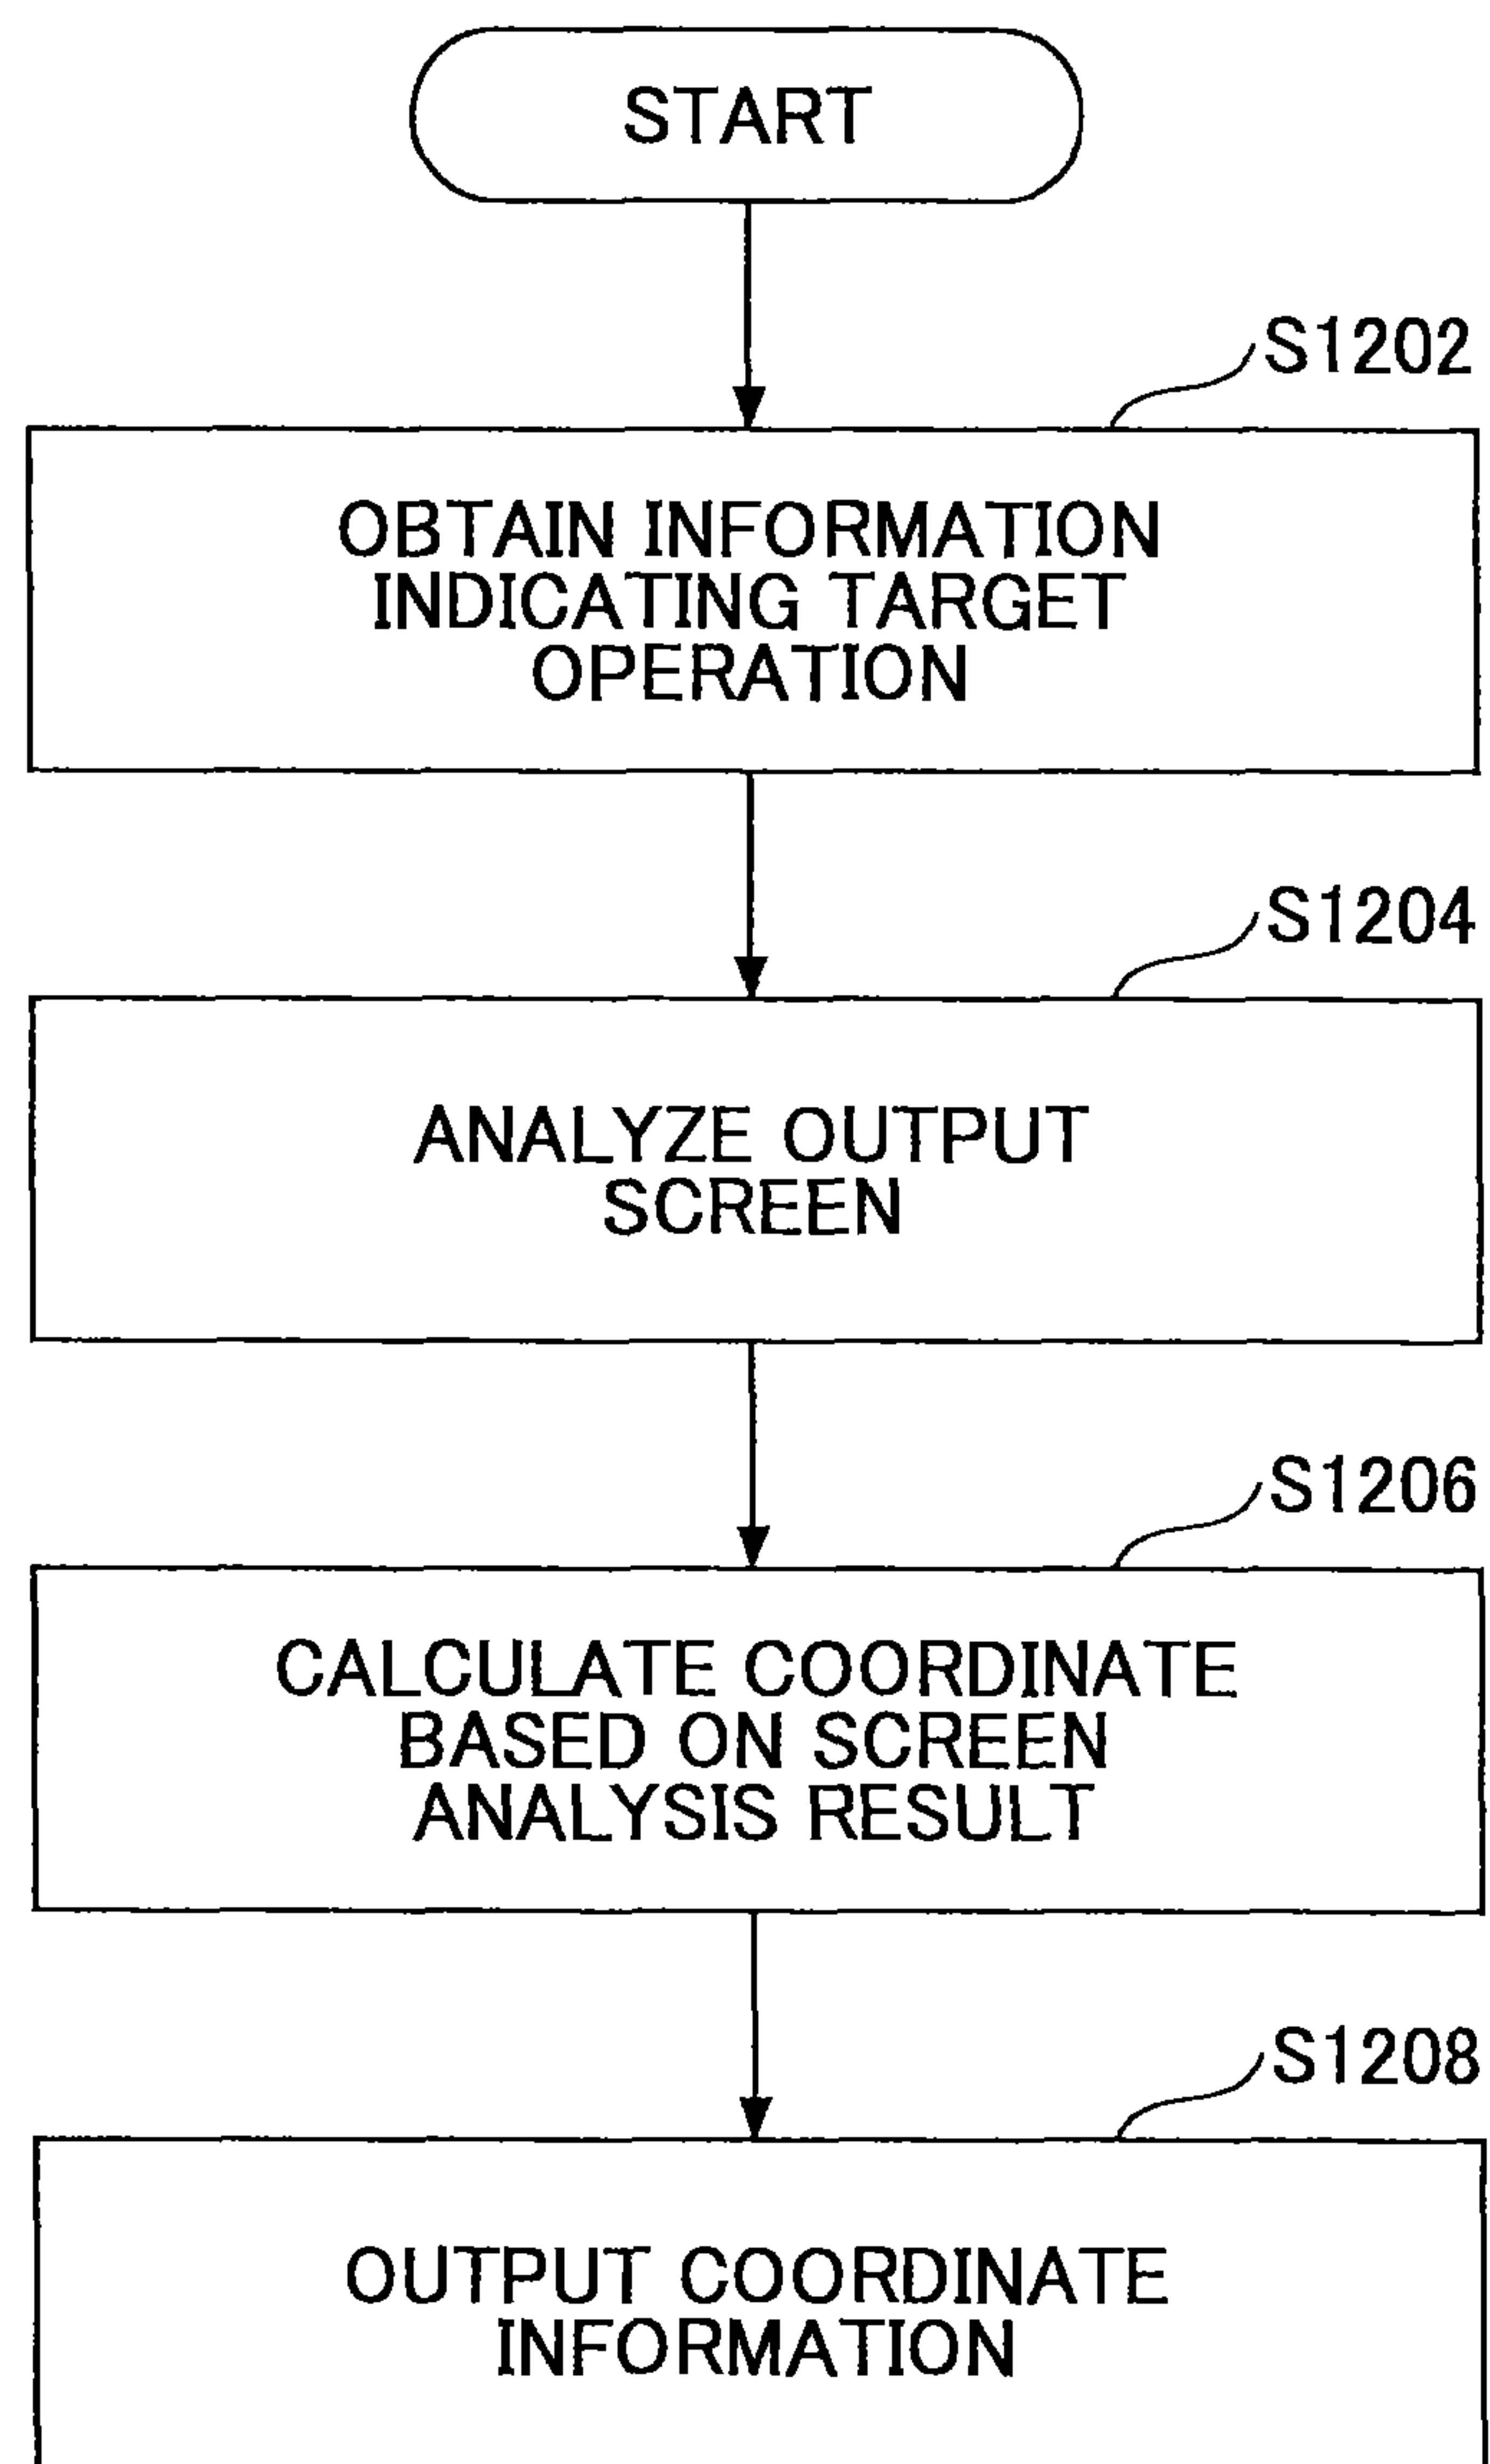 START
S1202
OBTAIN INFORMATION
INDICATING TARGET
OPERATION
S1204
ANALYZE OUTPUT
SCREEN
S1206
CALCULATE COORDINATE
BASED ON SCREEN
ANALYSIS RESULT
S1208
OUTPUT COORDINATE
INFORMATION